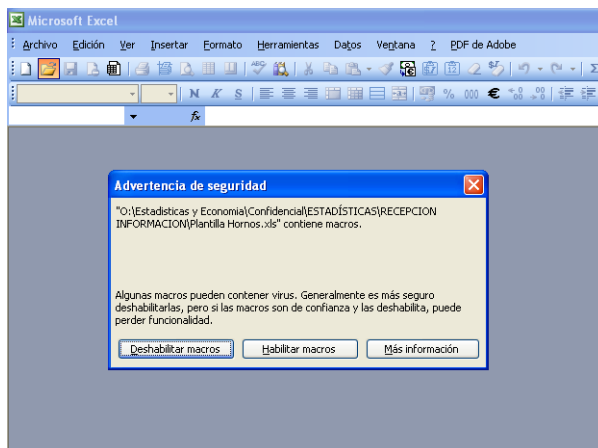 Microsoft Excel
Archivo Edición Ver Insertar Formato Herramientas Datos Ventana ? PDF de Adobe
N K S % 000 €
fx
Advertencia de seguridad
"O:\Estadisticas y Economia\Confidencial\ESTADÍSTICAS\RECEPCION
INFORMACION\Plantilla Hornos.xls" contiene macros.
Algunas macros pueden contener virus. Generalmente es más seguro
deshabilitarlas, pero si las macros son de confianza y las deshabilita, puede
perder funcionalidad.
Deshabilitar macros Habilitar macros Más información